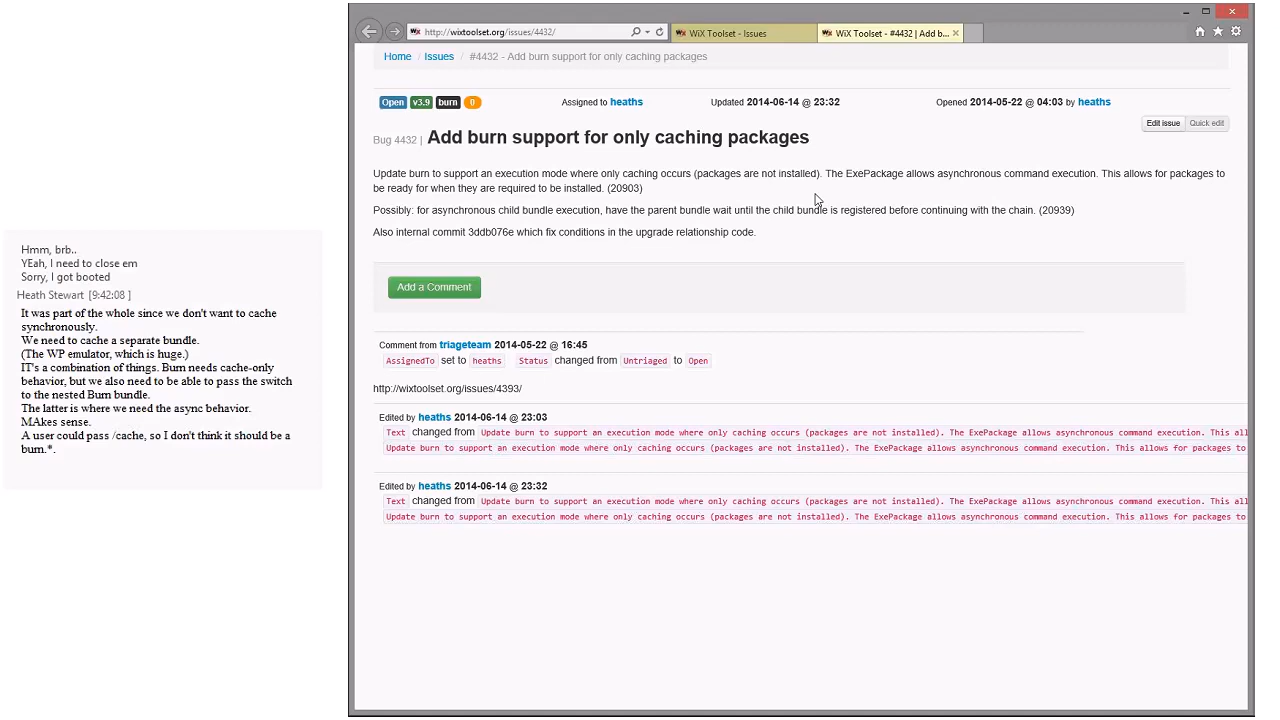 Hmm, brb..
YEah, I need to close em
Sorry, I got booted
Heath Stewart [9:42:08 ]
It was part of the whole since we don't want to cache
synchronously.
We need to cache a separate bundle.
(The WP emulator, which is huge.)
IT's a combination of things. Burn needs cache-only
behavior, but we also need to be able to pass the switch
to the nested Burn bundle.
The latter is where we need the async behavior.
MAkes sense.
A user could pass /cache, so I don't think it should be a
burn.*.
http://wixtoolset.org/issues/4432/
WiX Toolset - Issues
WiX Toolset - #4432 | Add b...
Home / Issues / #4432 - Add burn support for only caching packages
Open v3.9 burn 0 Assigned to heaths Updated 2014-06-14 @ 23:32 Opened 2014-05-22 @ 04:03 by heaths
Edit issue Quick edit
Bug 4432 | Add burn support for only caching packages
Update burn to support an execution mode where only caching occurs (packages are not installed). The ExePackage allows asynchronous command execution. This allows for packages to
be ready for when they are required to be installed. (20903)
Possibly: for asynchronous child bundle execution, have the parent bundle wait until the child bundle is registered before continuing with the chain. (20939)
Also internal commit 3ddb076e which fix conditions in the upgrade relationship code.
Add a Comment
Comment from triageteam 2014-05-22 @ 16:45
AssignedTo set to heaths Status changed from Untriaged to Open
http://wixtoolset.org/issues/4393/
Edited by heaths 2014-06-14 @ 23:03
Text changed from Update burn to support an execution mode where only caching occurs (packages are not installed). The ExePackage allows asynchronous command execution. This all
Update burn to support an execution mode where only caching occurs (packages are not installed). The ExePackage allows asynchronous command execution. This allows for packages to
Edited by heaths 2014-06-14 @ 23:32
Text changed from Update burn to support an execution mode where only caching occurs (packages are not installed). The ExePackage allows asynchronous command execution. This all
Update burn to support an execution mode where only caching occurs (packages are not installed). The ExePackage allows asynchronous command execution. This allows for packages to